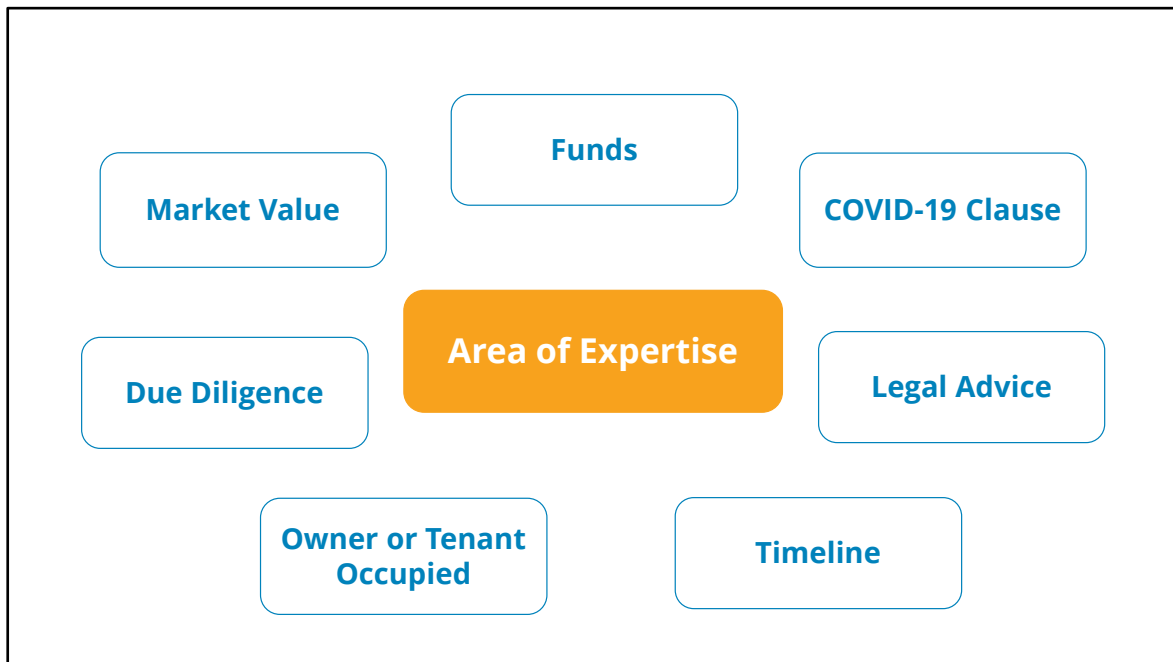 Funds
Market Value
COVID-19 Clause
Area of Expertise
Due Diligence
Legal Advice
Owner or Tenant
Occupied
Timeline